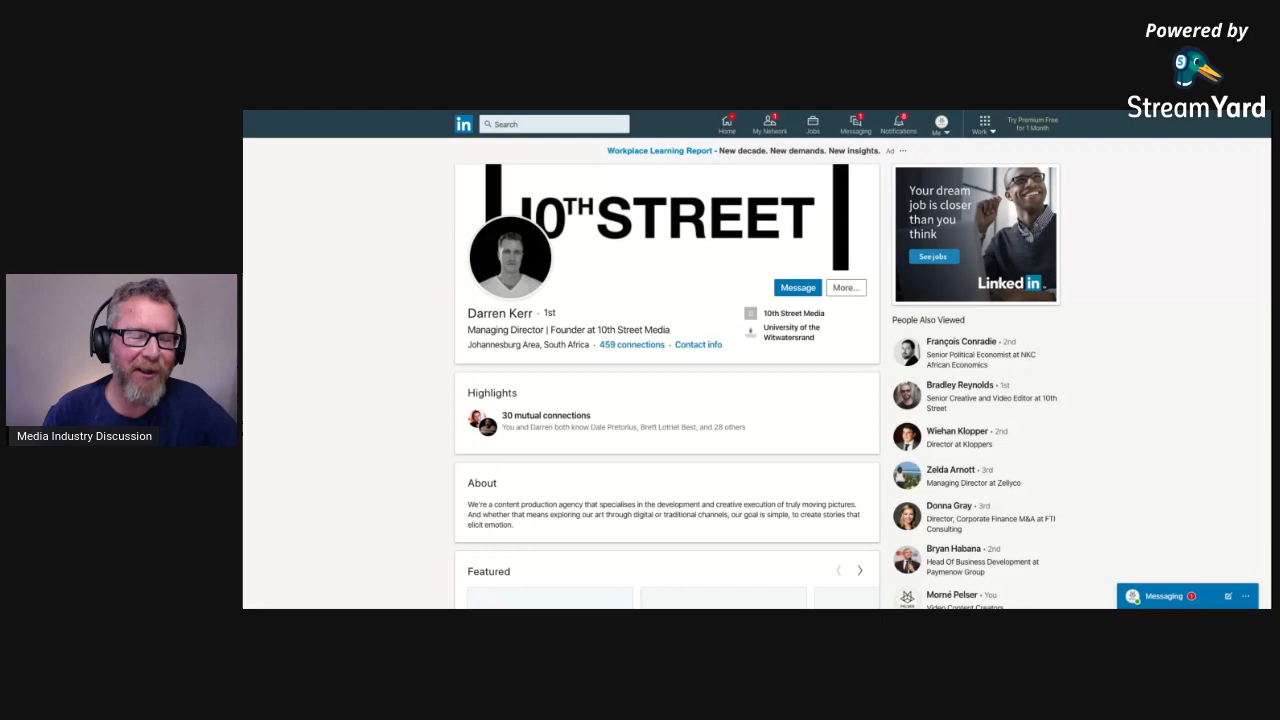 Powered by
StreamYard
in
Search
Home
My Network
Jobs
Messaging
Notifications
Me
Work
Try Premium Free
for 1 Month
Workplace Learning Report - New decade. New demands. New insights. Ad ...
10TH STREET
Message
More...
Darren Kerr · 1st
Managing Director | Founder at 10th Street Media
Johannesburg Area, South Africa · 459 connections · Contact info
10th Street Media
University of the
Witwatersrand
Highlights
30 mutual connections
You and Darren both know Dale Pretorius, Brett Lotriet Best, and 28 others
About
We're a content production agency that specialises in the development and creative execution of truly moving pictures.
And whether that means exploring our art through digital or traditional channels, our goal is simple, to create stories that
elicit emotion.
Featured
Your dream
job is closer
than you
think
See jobs
Linked in
People Also Viewed
François Conradie • 2nd
Senior Political Economist at NKC
African Economics
Bradley Reynolds • 1st
Senior Creative and Video Editor at 10th
Street
Wiehan Klopper • 2nd
Director at Kloppers
Zelda Arnott • 3rd
Managing Director at Zellyco
Donna Gray • 3rd
Director, Corporate Finance M&A at FTI
Consulting
Bryan Habana • 2nd
Head Of Business Development at
Paymenow Group
Morné Pelser • You
Video Content Creators
Messaging
Media Industry Discussion